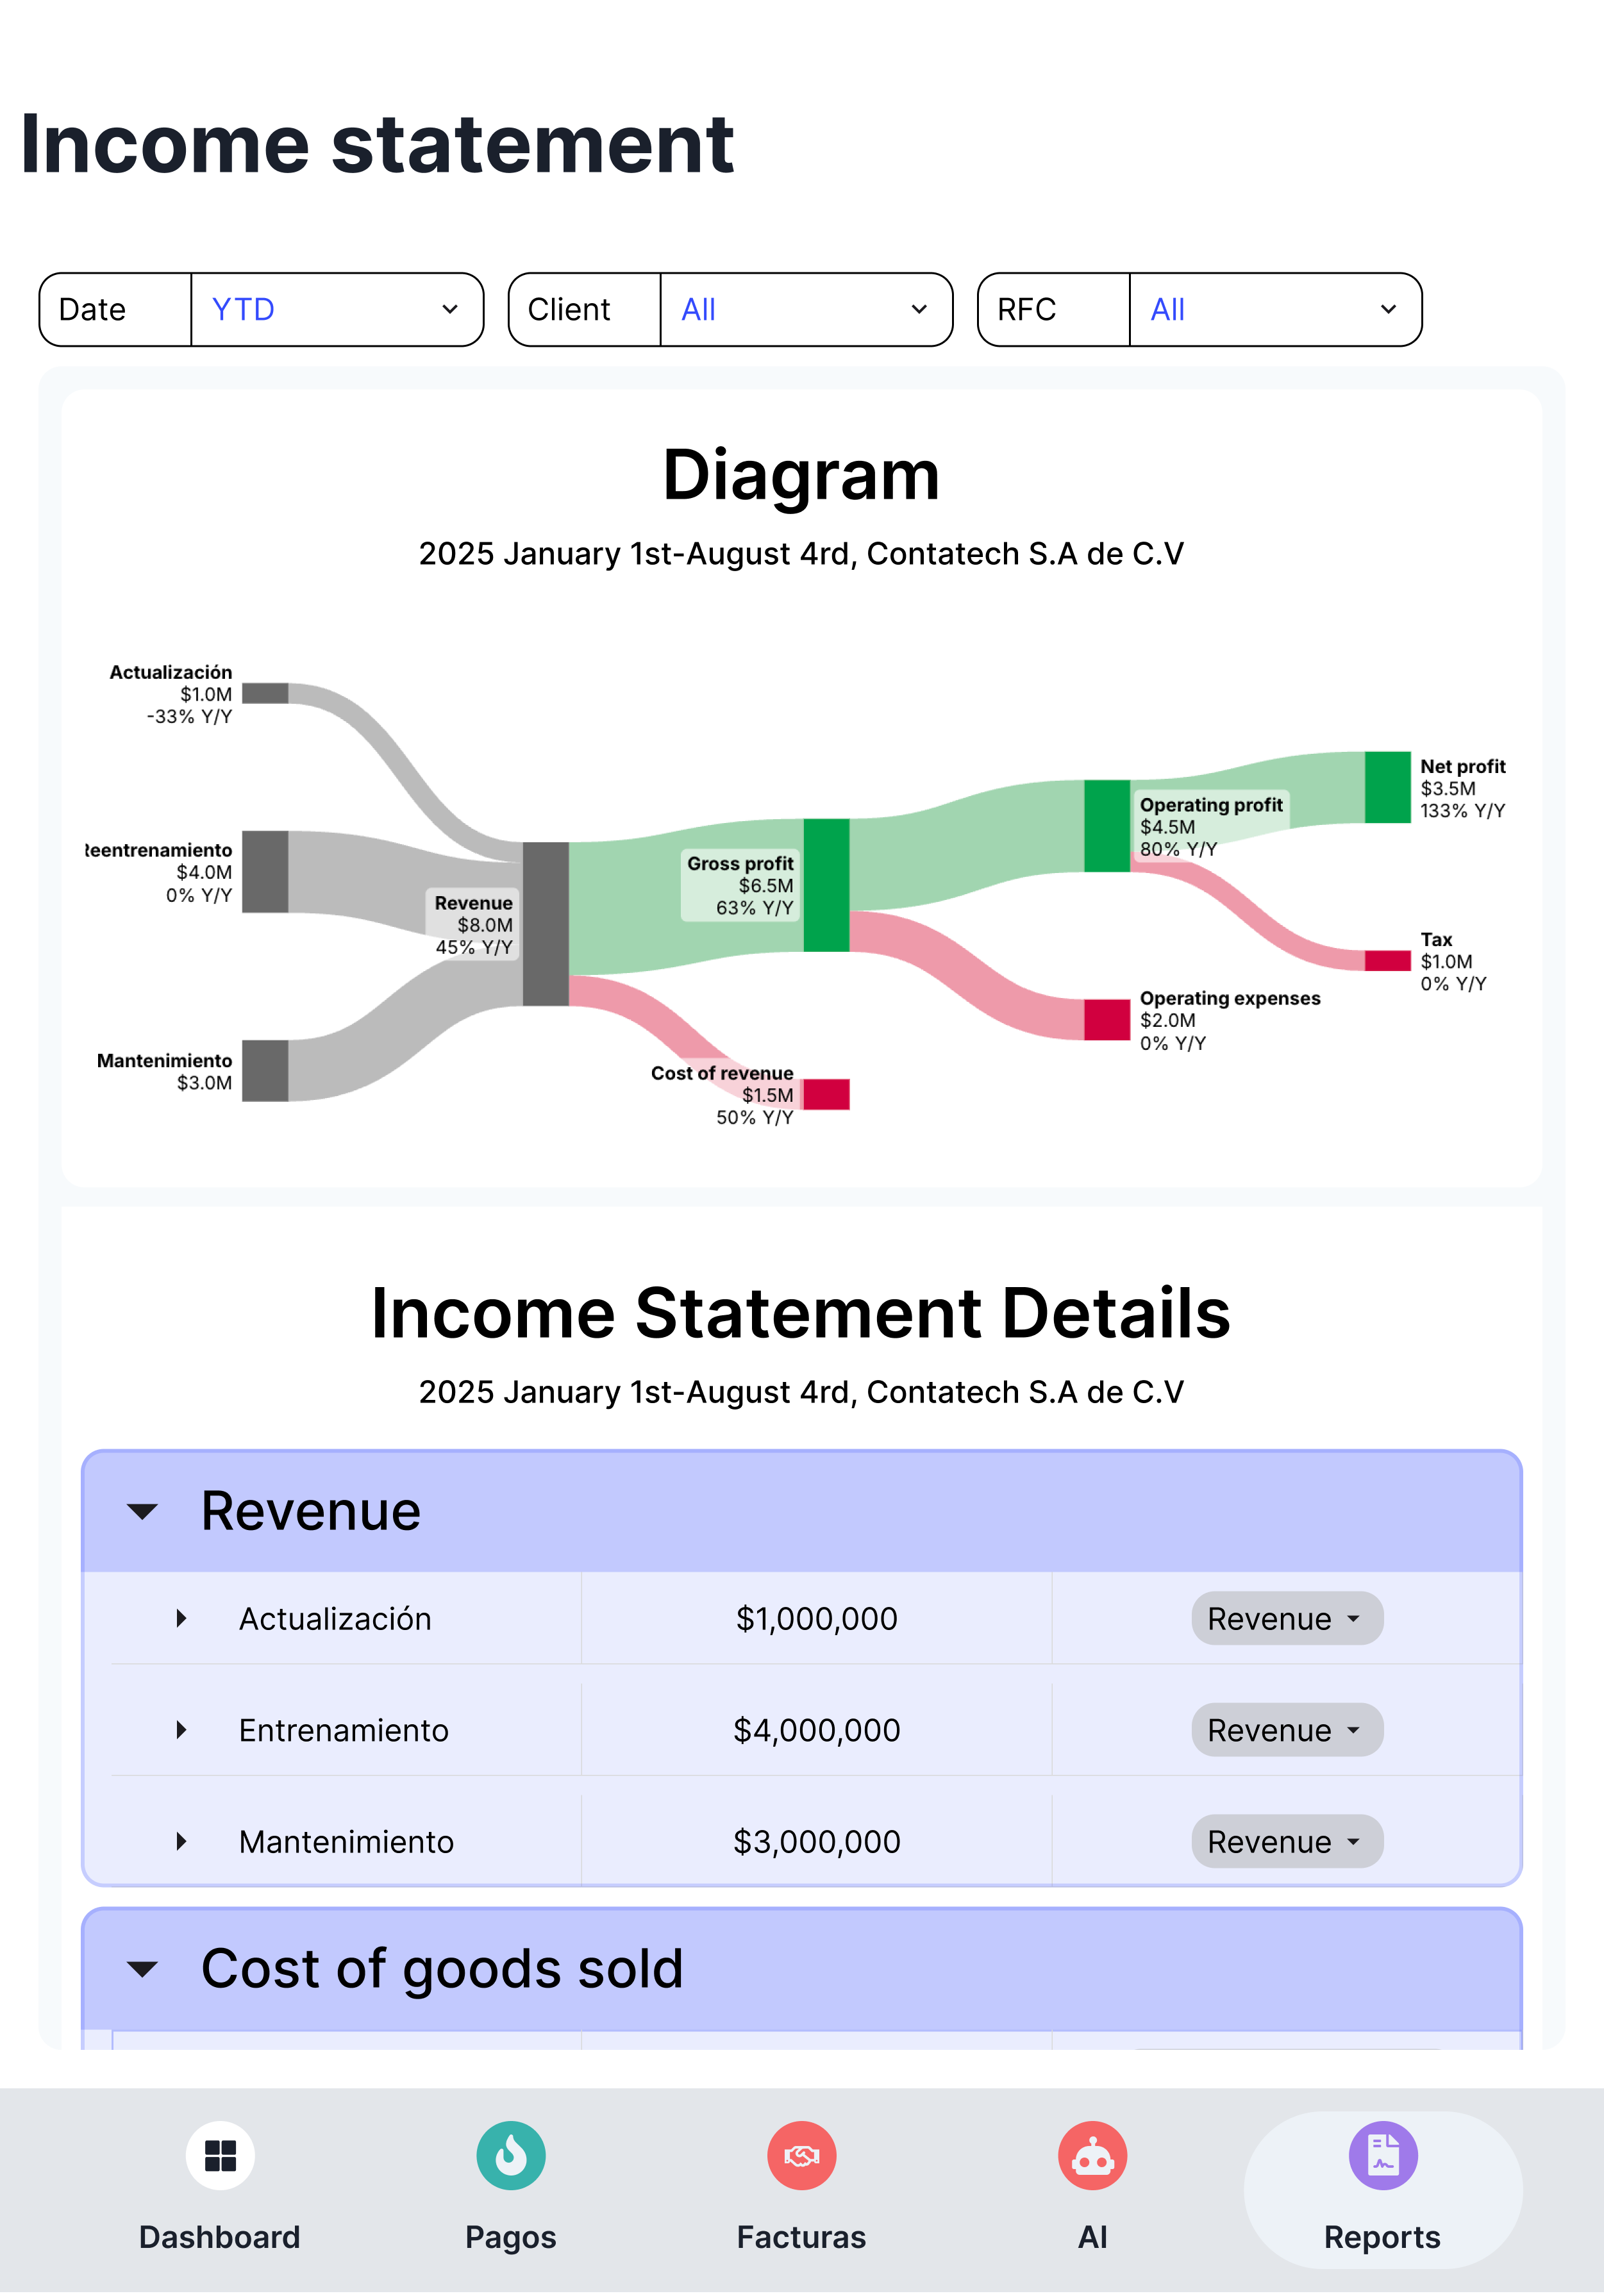 Income statement
Date YTD Client All RFC All
Diagram
2025 January 1st-August 4rd, Contatech S.A de C.V
Actualización
$1.0M
-33% Y/Y
Reentrenamiento
$4.0M
0% Y/Y
Mantenimiento
$3.0M
Revenue
$8.0M
45% Y/Y
Gross profit
$6.5M
63% Y/Y
Cost of revenue
$1.5M
50% Y/Y
Operating profit
$4.5M
80% Y/Y
Operating expenses
$2.0M
0% Y/Y
Net profit
$3.5M
133% Y/Y
Tax
$1.0M
0% Y/Y
Income Statement Details
2025 January 1st-August 4rd, Contatech S.A de C.V
Revenue
Actualización $1,000,000 Revenue
Entrenamiento $4,000,000 Revenue
Mantenimiento $3,000,000 Revenue
Cost of goods sold
Dashboard Pagos Facturas AI Reports